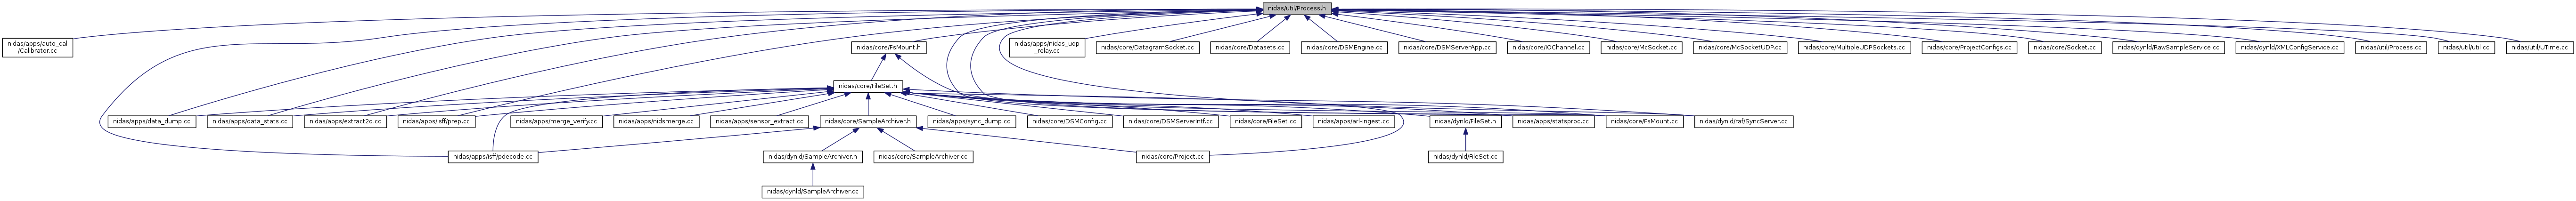 nidas/util/Process.h
nidas/apps/auto_cal
/Calibrator.cc
nidas/core/FsMount.h
nidas/apps/nidas_udp
_relay.cc
nidas/core/DatagramSocket.cc
nidas/core/Datasets.cc
nidas/core/DSMEngine.cc
nidas/core/DSMServerApp.cc
nidas/core/IOChannel.cc
nidas/core/McSocket.cc
nidas/core/McSocketUDP.cc
nidas/core/MultipleUDPSockets.cc
nidas/core/ProjectConfigs.cc
nidas/core/Socket.cc
nidas/dynld/RawSampleService.cc
nidas/dynld/XMLConfigService.cc
nidas/util/Process.cc
nidas/util/util.cc
nidas/util/UTime.cc
nidas/core/FileSet.h
nidas/apps/data_dump.cc
nidas/apps/data_stats.cc
nidas/apps/extract2d.cc
nidas/apps/isff/prep.cc
nidas/apps/merge_verify.cc
nidas/apps/nidsmerge.cc
nidas/apps/sensor_extract.cc
nidas/core/SampleArchiver.h
nidas/apps/sync_dump.cc
nidas/core/DSMConfig.cc
nidas/core/DSMServerIntf.cc
nidas/core/FileSet.cc
nidas/apps/arl-ingest.cc
nidas/dynld/FileSet.h
nidas/apps/statsproc.cc
nidas/core/FsMount.cc
nidas/dynld/raf/SyncServer.cc
nidas/apps/isff/pdecode.cc
nidas/dynld/SampleArchiver.h
nidas/core/SampleArchiver.cc
nidas/core/Project.cc
nidas/dynld/FileSet.cc
nidas/dynld/SampleArchiver.cc